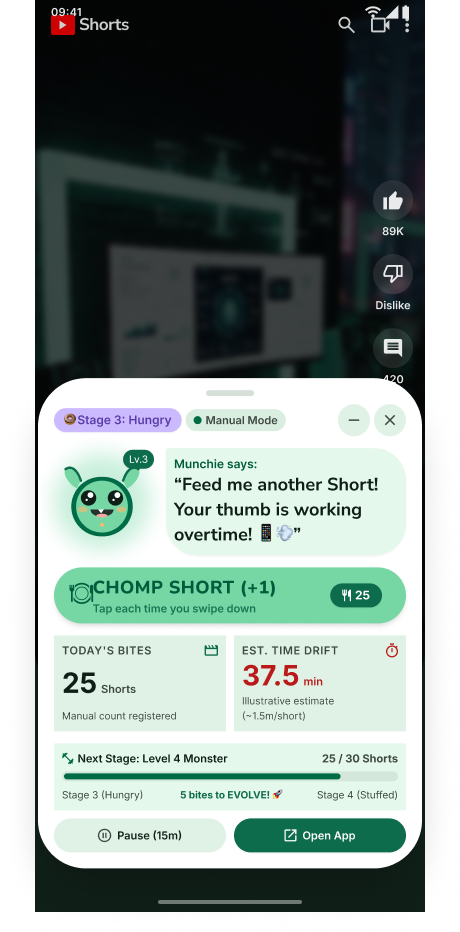 09:41
Shorts
89K
Dislike
420
Stage 3: Hungry
Manual Mode
Lv.3
Munchie says:
“Feed me another Short!
Your thumb is working
overtime! 📱💨”
CHOMP SHORT (+1)
Tap each time you swipe down
25
TODAY'S BITES
25 Shorts
Manual count registered
EST. TIME DRIFT
37.5 min
Illustrative estimate
(~1.5m/short)
Next Stage: Level 4 Monster
25 / 30 Shorts
Stage 3 (Hungry)
5 bites to EVOLVE! 🚀
Stage 4 (Stuffed)
Pause (15m)
Open App